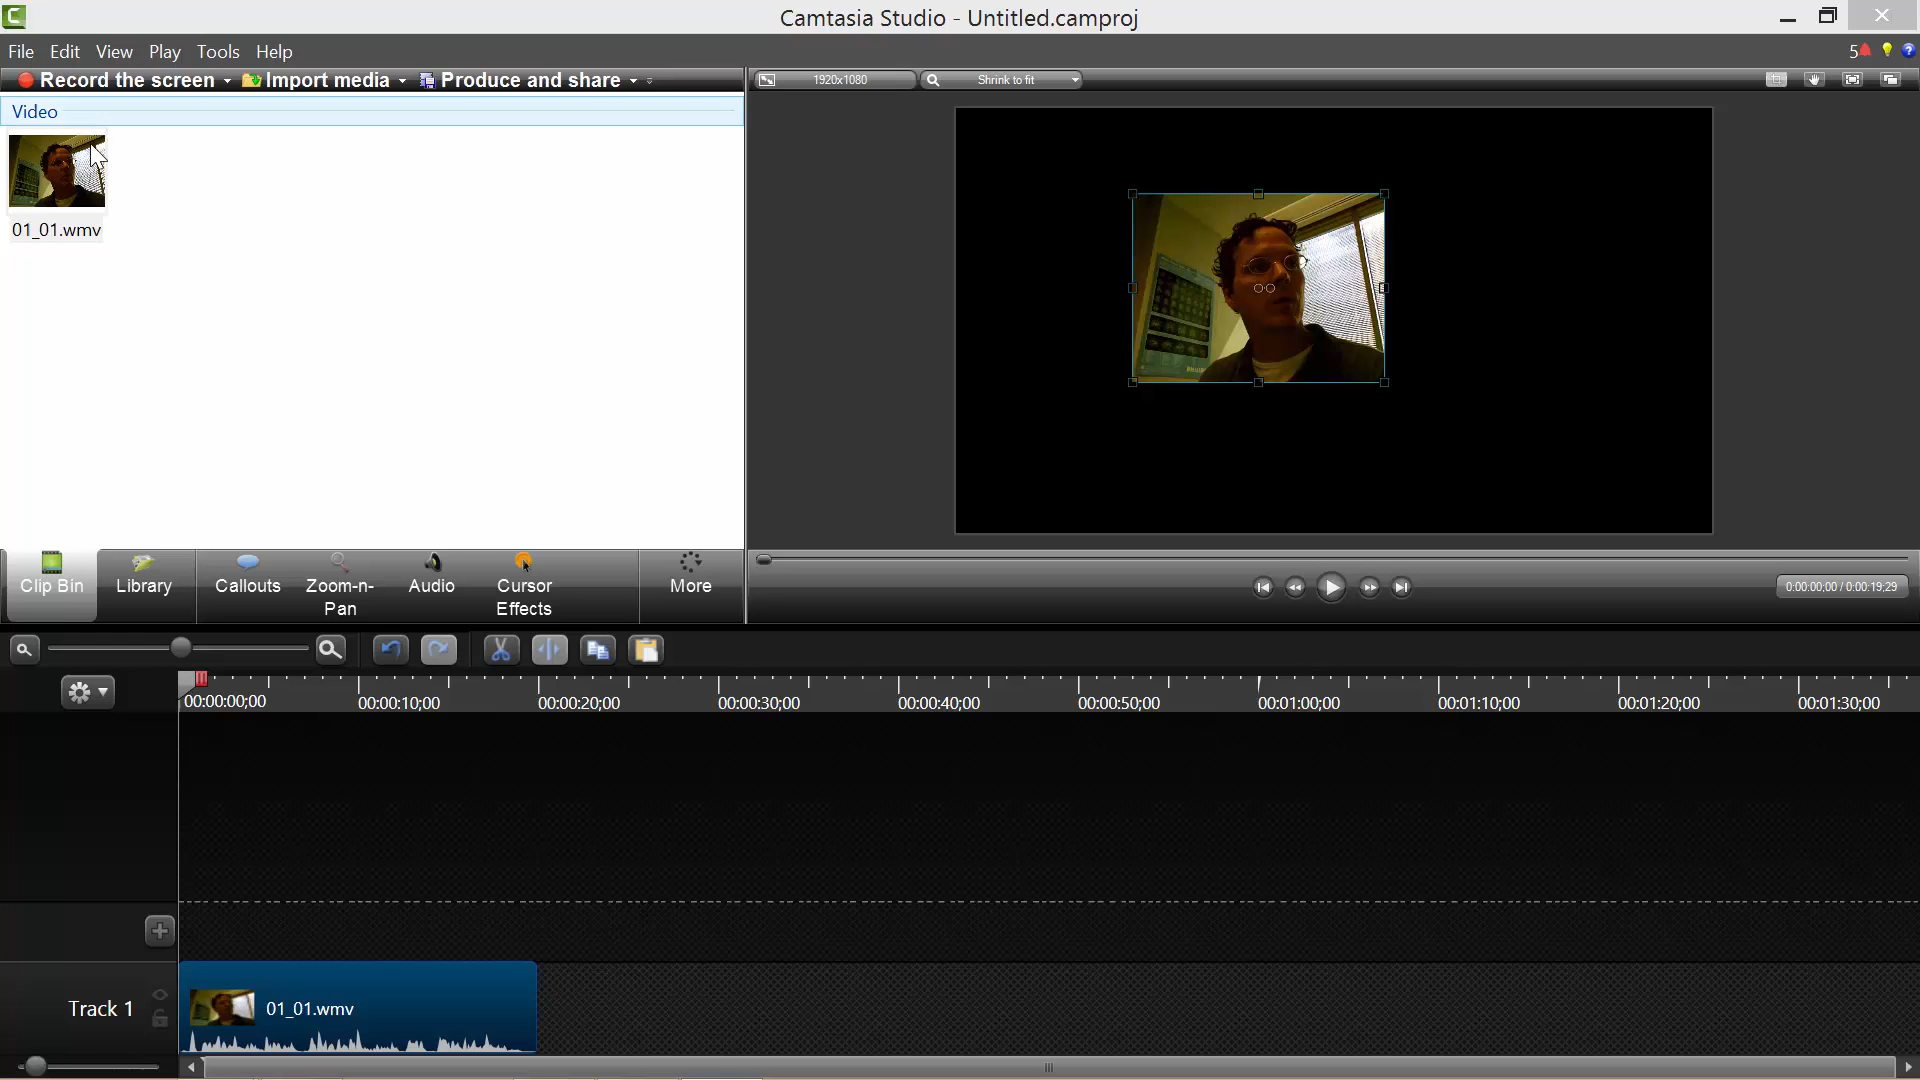 Camtasia Studio - Untitled.camproj
File Edit View Play Tools Help
5
Record the screen Import media Produce and share
1920x1080 Shrink to fit
Video
01_01.wmv
Clip Bin Library Callouts Zoom-n-Pan Audio Cursor Effects More
0:00:00;00 / 0:00:19;29
00:00:00;00 00:00:10;00 00:00:20;00 00:00:30;00 00:00:40;00 00:00:50;00 00:01:00;00 00:01:10;00 00:01:20;00 00:01:30;00
Track 1 01_01.wmv